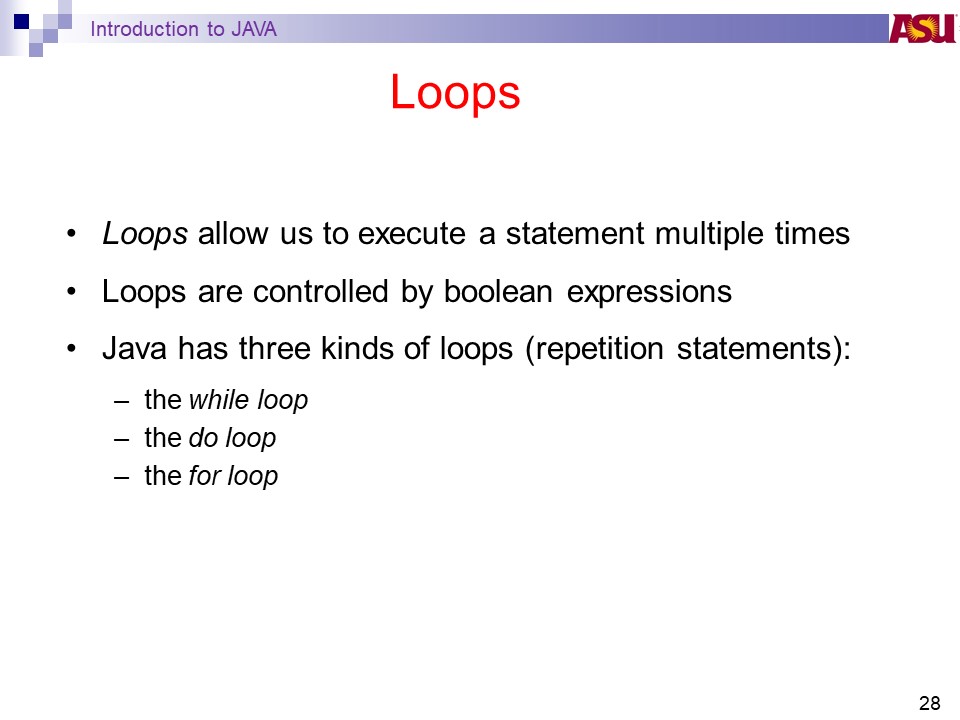 Introduction to JAVA
ASU
Loops
• Loops allow us to execute a statement multiple times
• Loops are controlled by boolean expressions
• Java has three kinds of loops (repetition statements):
– the while loop
– the do loop
– the for loop
28